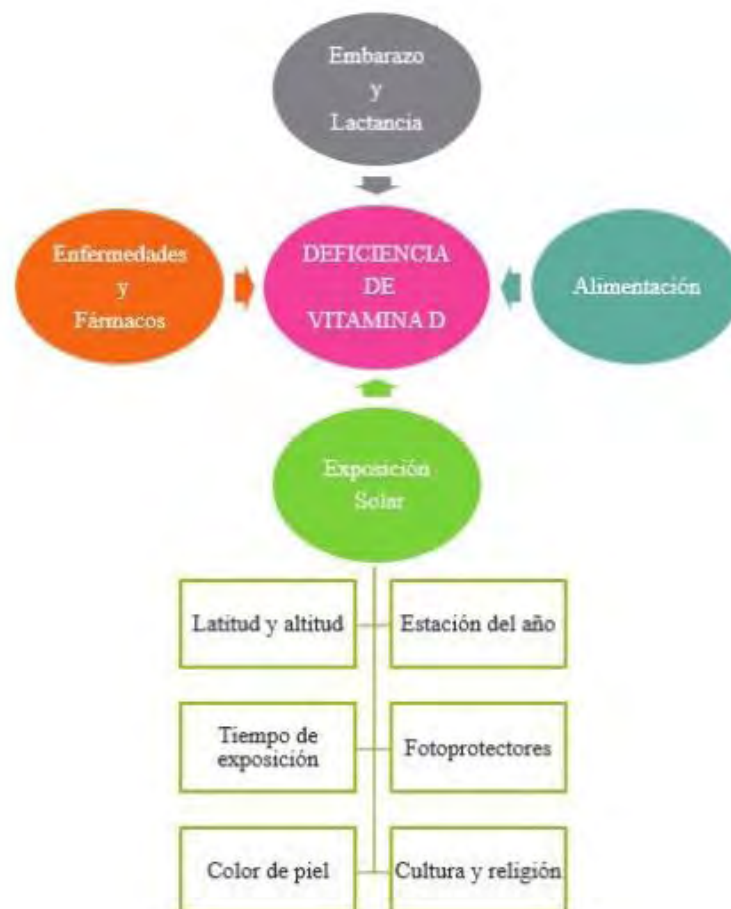 Embarazo
y
Lactancia
Enfermedades
y
Fármacos
DEFICIENCIA
DE
VITAMINA D
Alimentación
Exposición
Solar
Latitud y altitud
Estación del año
Tiempo de
exposición
Fotoprotectores
Color de piel
Cultura y religión